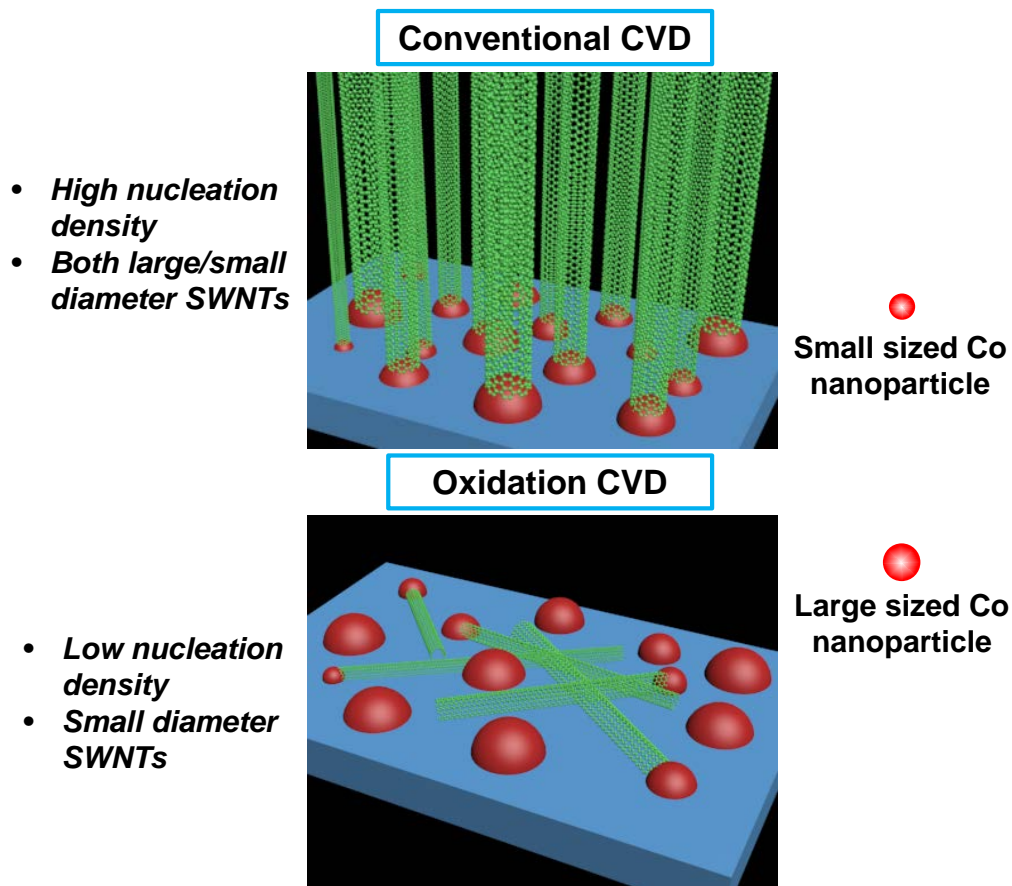 Conventional CVD
• High nucleation
density
• Both large/small
diameter SWNTs
Small sized Co
nanoparticle
Oxidation CVD
• Low nucleation
density
• Small diameter
SWNTs
Large sized Co
nanoparticle